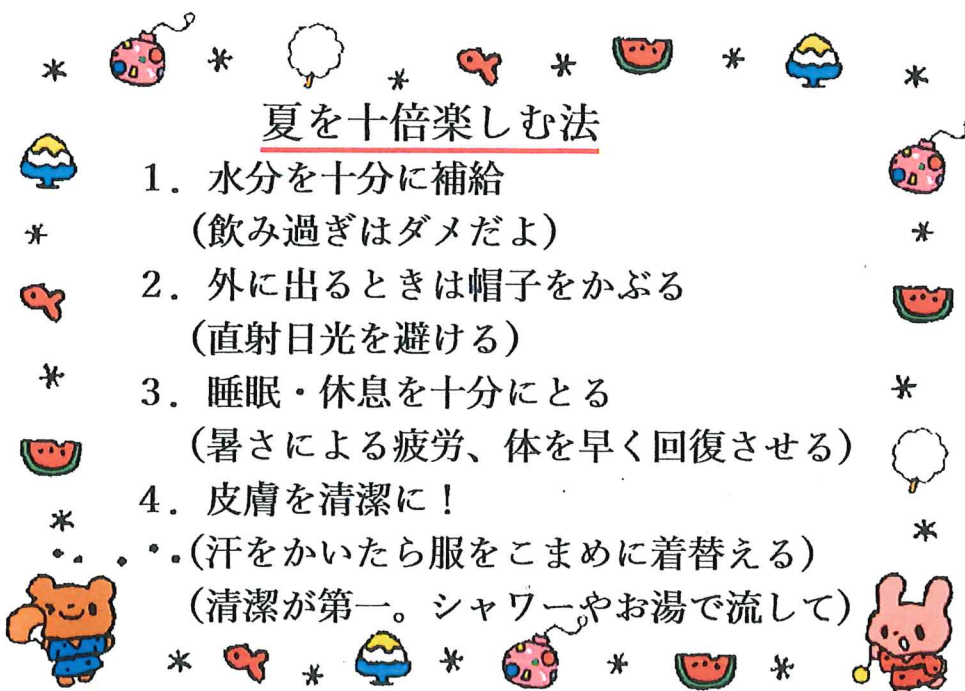 夏を十倍楽しむ法
1．水分を十分に補給
(飲み過ぎはダメだよ)
2．外に出るときは帽子をかぶる
(直射日光を避ける)
3．睡眠・休息を十分にとる
(暑さによる疲労、体を早く回復させる)
4．皮膚を清潔に！
(汗をかいたら服をこまめに着替える)
(清潔が第一。シャワーやお湯で流して)